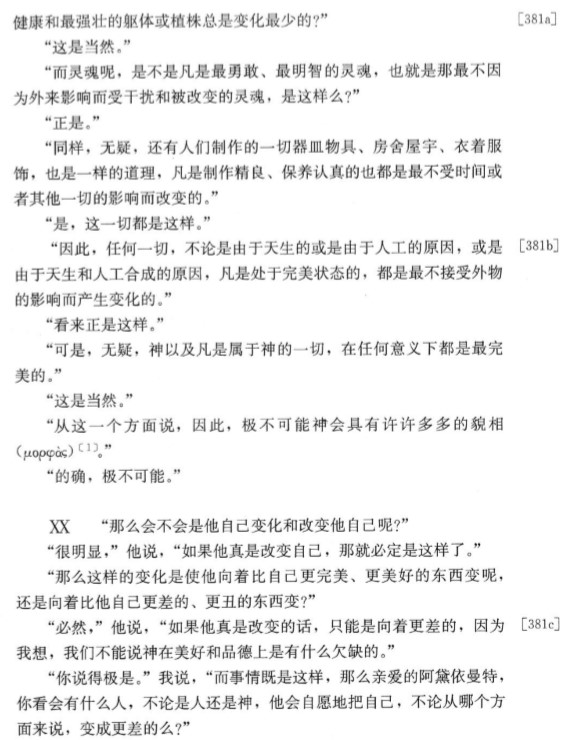 健康和最强壮的躯体或植株总是变化最少的?” [381a]
“这是当然。”
“而灵魂呢，是不是凡是最勇敢、最明智的灵魂，也就是那最不因
为外来影响而受干扰和被改变的灵魂，是这样么?”
“正是。”
“同样，无疑，还有人们制作的一切器皿物具、房舍屋宇、衣着服
饰，也是一样的道理，凡是制作精良、保养认真的也都是最不受时间或
者其他一切的影响而改变的。”
“是，这一切都是这样。”
“因此，任何一切，不论是由于天生的或是由于人工的原因，或是 [381b]
由于天生和人工合成的原因，凡是处于完美状态的，都是最不接受外物
的影响而产生变化的。”
“看来正是这样。”
“可是，无疑，神以及凡是属于神的一切，在任何意义下都是最完
美的。”
“这是当然。”
“从这一个方面说，因此，极不可能神会具有许许多多的貌相
(μορφὰς)〔1〕。”
“的确，极不可能。”
XX “那么会不会是他自己变化和改变他自己呢?”
“很明显，”他说，“如果他真是改变自己，那就必定是这样了。”
“那么这样的变化是使他向着比自己更完美、更美好的东西变呢，
还是向着比他自己更差的、更丑的东西变?”
“必然，”他说，“如果他真是改变的话，只能是向着更差的，因为 [381c]
我想，我们不能说神在美好和品德上是有什么欠缺的。”
“你说得极是。”我说，“而事情既是这样，那么亲爱的阿黛依曼特，
你看会有什么人，不论是人还是神，他会自愿地把自己，不论从哪个方
面来说，变成更差的么?”